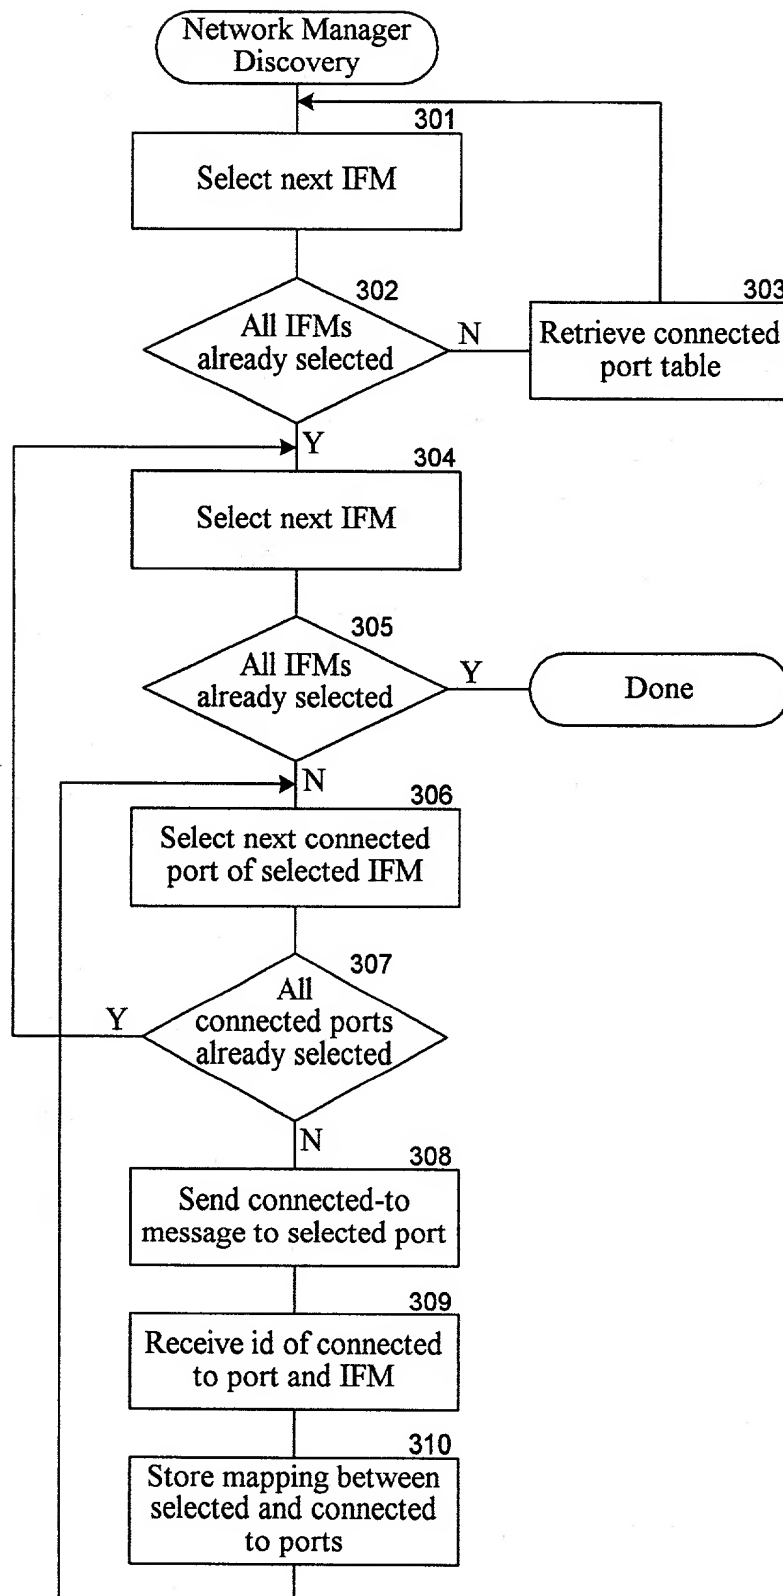 Network Manager
Discovery
301
Select next IFM
302
All IFMs
already selected
N
303
Retrieve connected
port table
Y
304
Select next IFM
305
All IFMs
already selected
Y
Done
N
306
Select next connected
port of selected IFM
307
All
connected ports
already selected
Y
N
308
Send connected-to
message to selected port
309
Receive id of connected
to port and IFM
310
Store mapping between
selected and connected
to ports